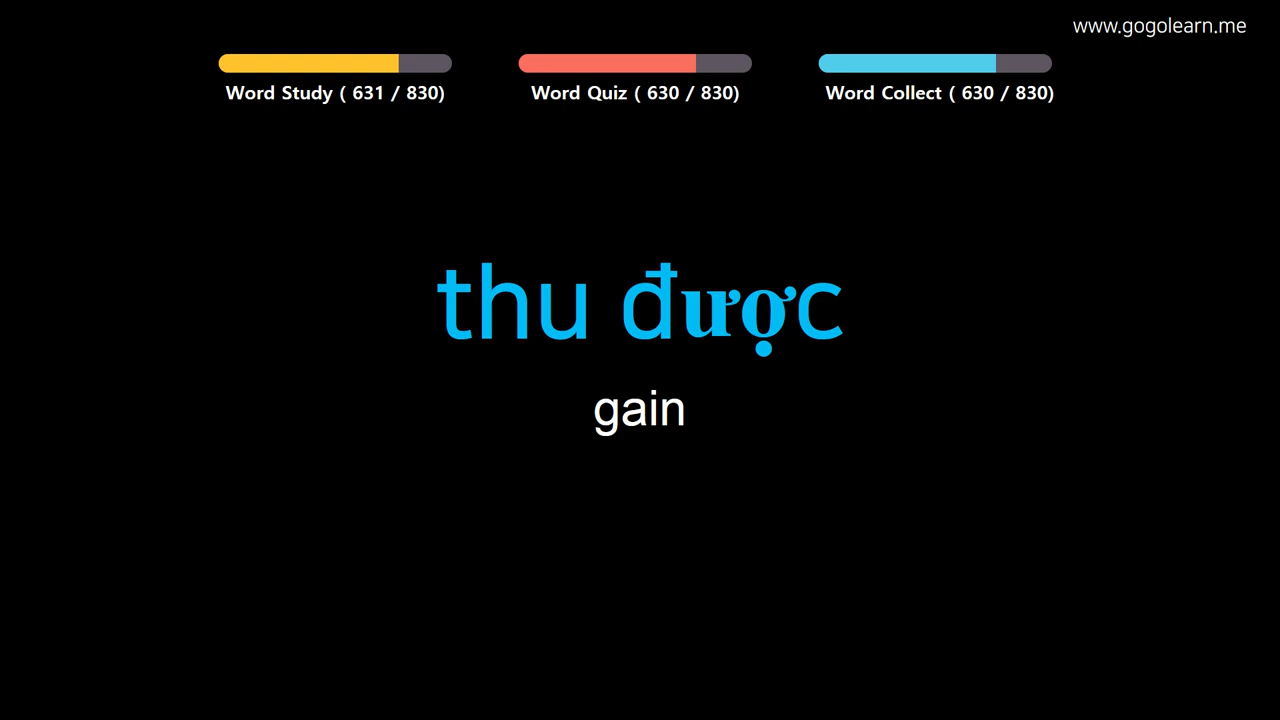 www.gogolearn.me
Word Study ( 631 / 830)
Word Quiz ( 630 / 830)
Word Collect ( 630 / 830)
thu được
gain